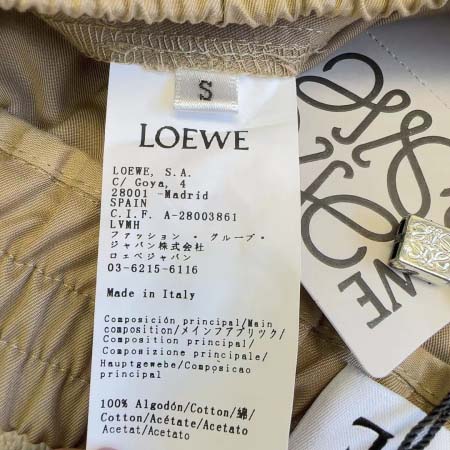 S
LOEWE
LOEWE, S.A.
C/ Goya, 4
28001 -Madrid
SPAIN
C.I.F. A-28003861
LVMH
ファッション・グループ・
ジャパン株式会社
ロエベジャパン
03-6215-6116
Made in Italy
Composición principal/Main
composition/メインファブリック/
Composition principal/
Composizione principale/
Hauptgewebe/Composicao
principal
100% Algodón/Cotton/綿/
Coton/Acétate/Acetato
Acetat/Acetato
EWE
LOE